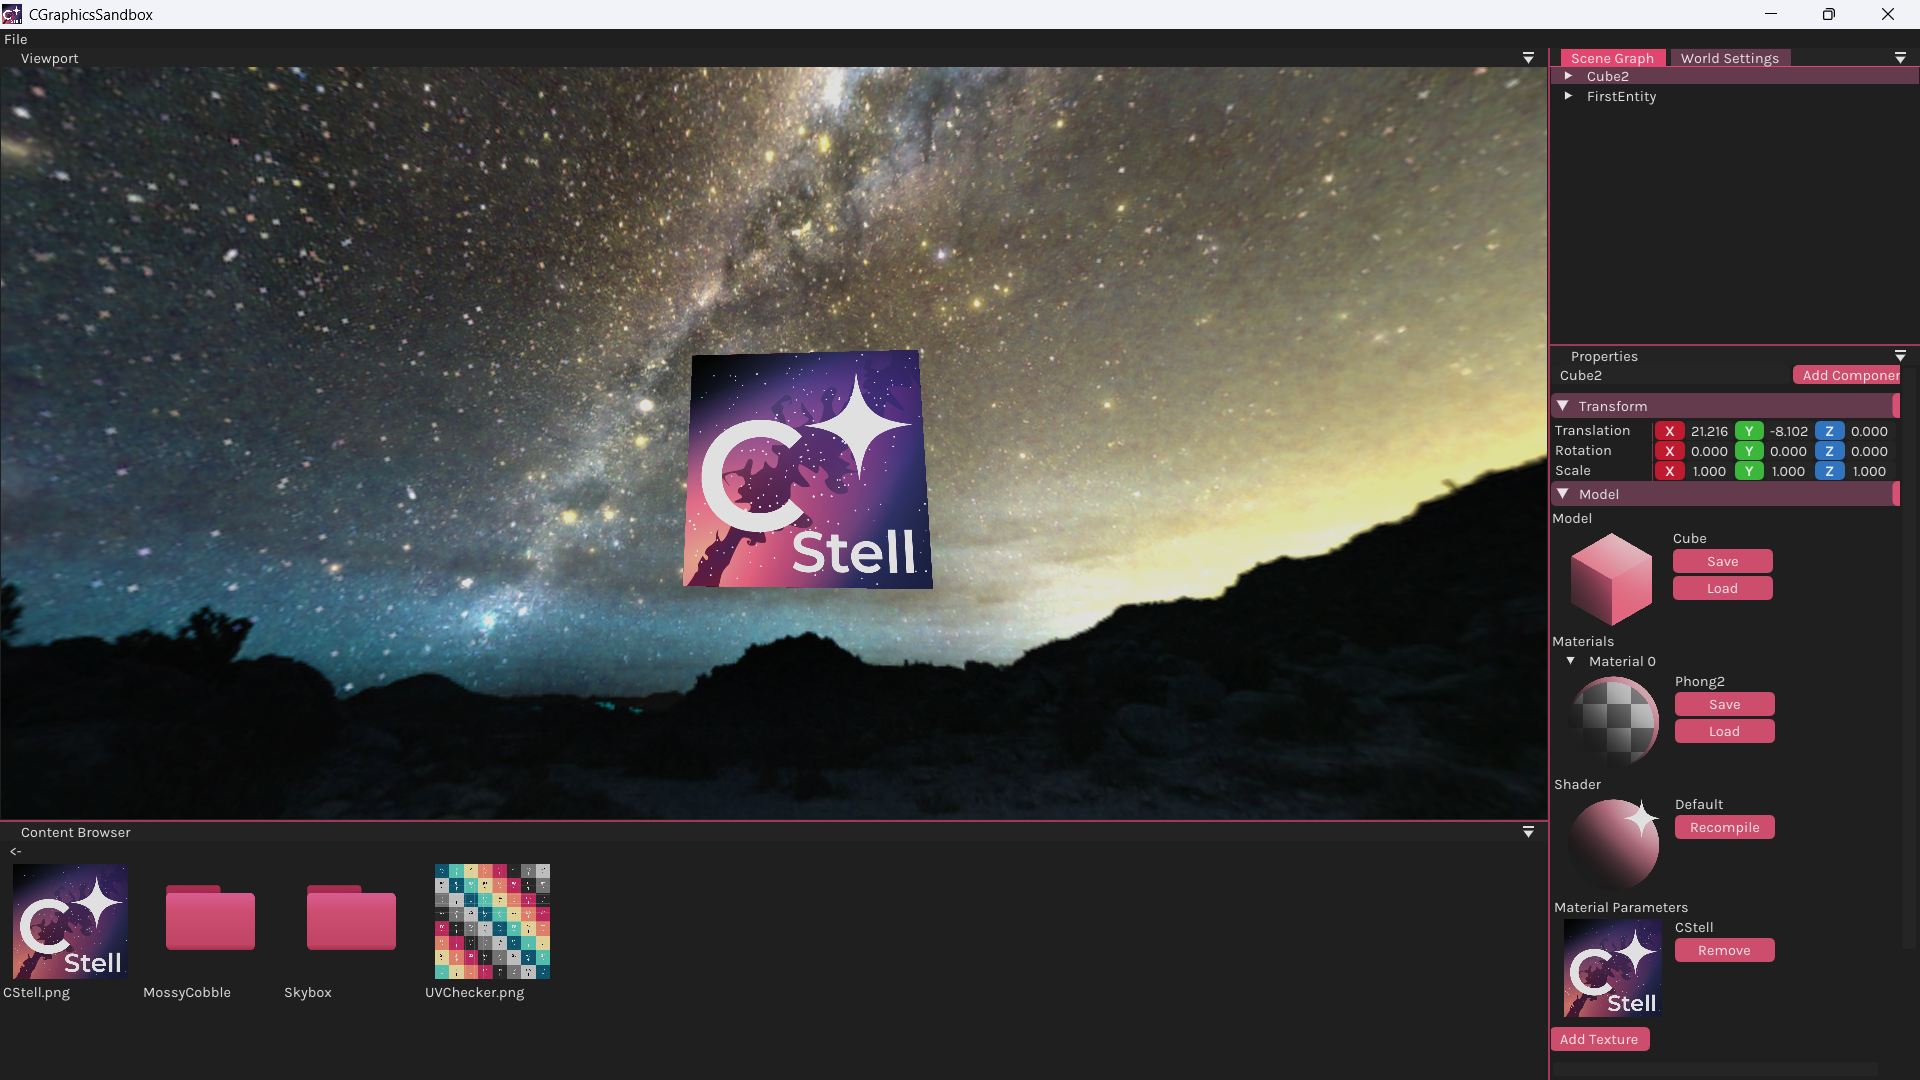 CGraphicsSandbox
File
Viewport
C
Stell
Content Browser
<-
C
Stell
CStell.png
MossyCobble
Skybox
UVChecker.png
Scene Graph
World Settings
Cube2
FirstEntity
Properties
Cube2
Add Componen
Transform
Translation X 21.216 Y -8.102 Z 0.000
Rotation X 0.000 Y 0.000 Z 0.000
Scale X 1.000 Y 1.000 Z 1.000
Model
Model
Cube
Save
Load
Materials
Material 0
Phong2
Save
Load
Shader
Default
Recompile
Material Parameters
CStell
Remove
C
Stell
Add Texture